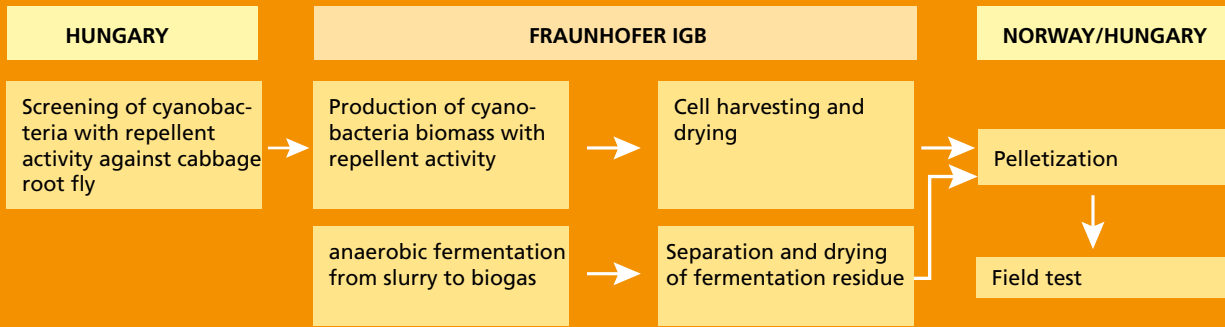 HUNGARY
FRAUNHOFER IGB
NORWAY/HUNGARY
Screening of cyanobac-
teria with repellent
activity against cabbage
root fly
Production of cyano-
bacteria biomass with
repellent activity
Cell harvesting and
drying
Pelletization
anaerobic fermentation
from slurry to biogas
Separation and drying
of fermentation residue
Field test